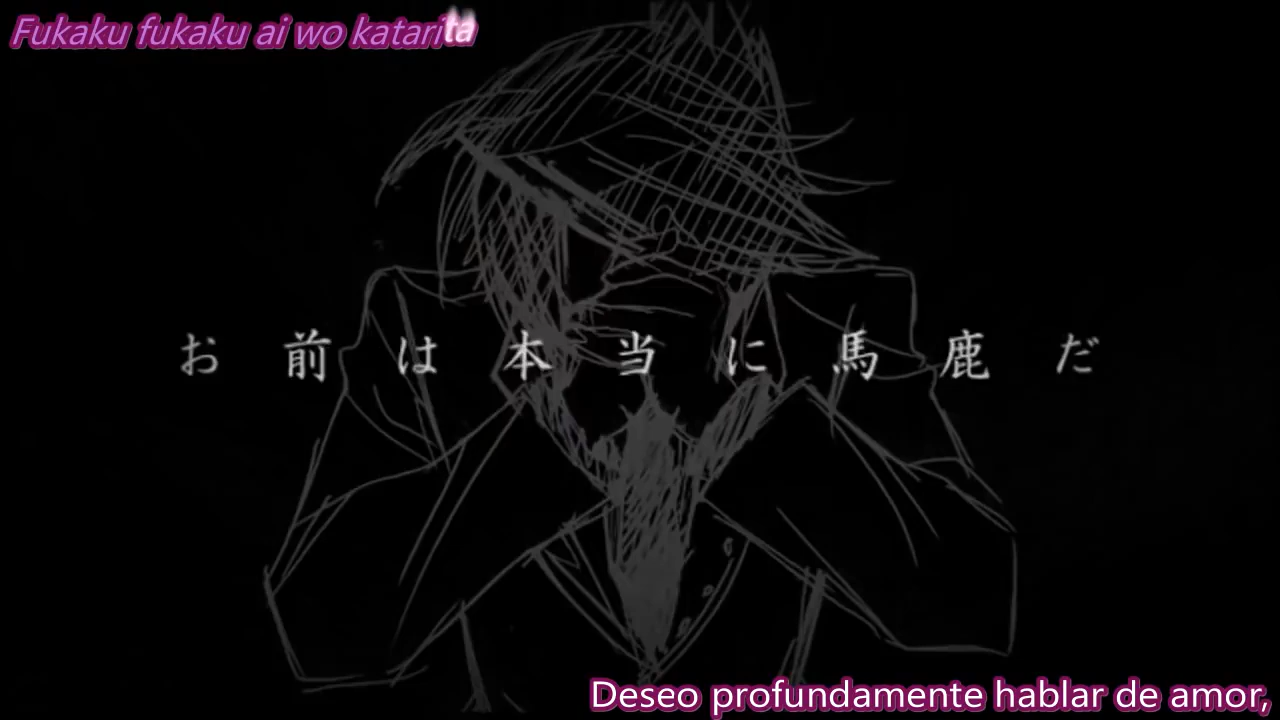 Fukaku fukaku ai wo katarita
お前は本当に馬鹿だ
Deseo profundamente hablar de amor,